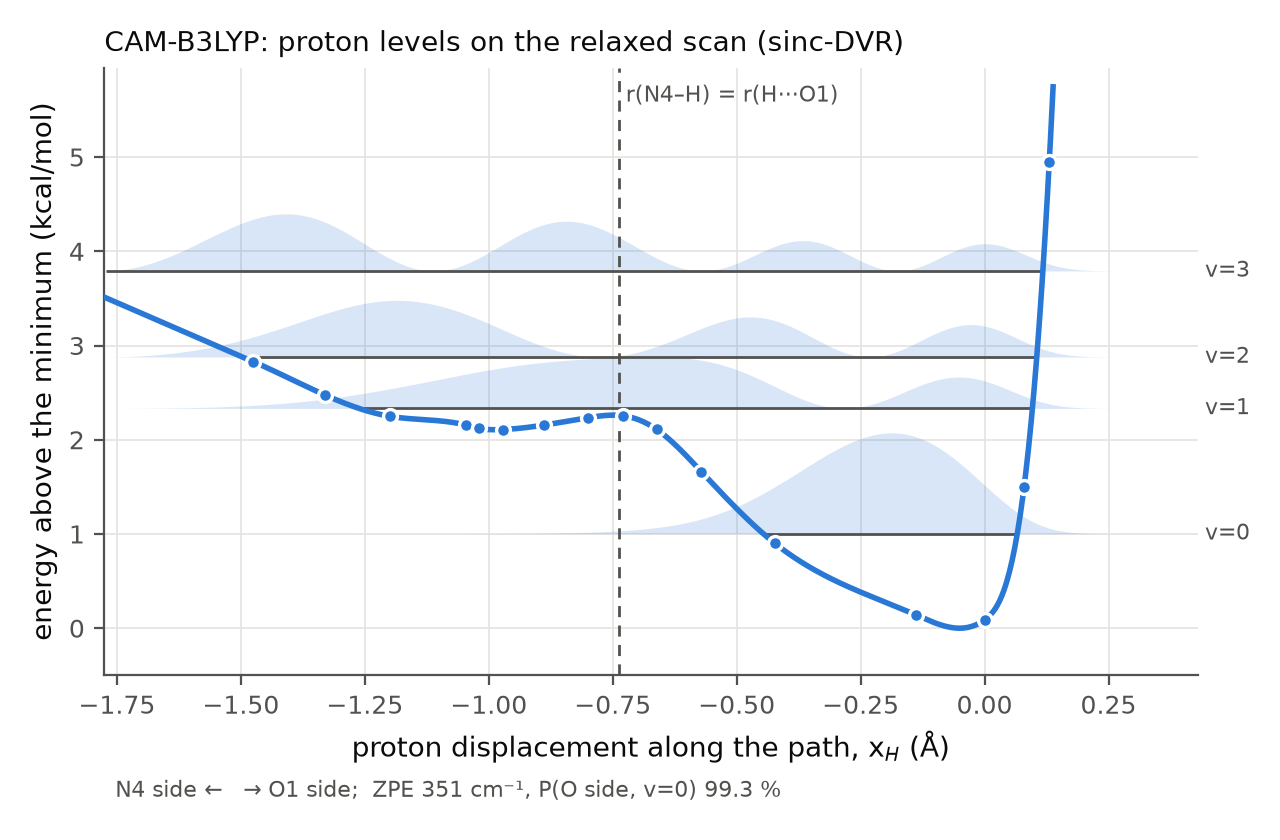 CAM-B3LYP: proton levels on the relaxed scan (sinc-DVR)
r(N4–H) = r(H···O1)
energy above the minimum (kcal/mol)
5
4
3
2
1
0
v=3
v=2
v=1
v=0
−1.75 −1.50 −1.25 −1.00 −0.75 −0.50 −0.25 0.00 0.25
proton displacement along the path, x_H (Å)
N4 side ← → O1 side; ZPE 351 cm⁻¹, P(O side, v=0) 99.3 %